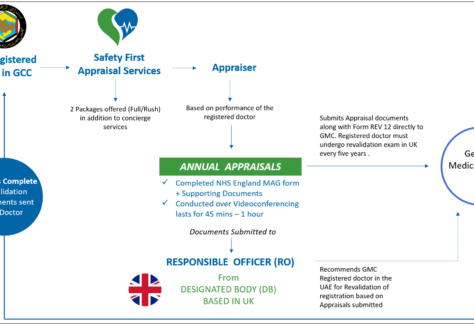 Safety First
Appraisal Services
gistered
in GCC
Appraiser
2 Packages offered (Full/Rush)
in addition to concierge
services
Based on performance of the
registered doctor
Submits Appraisal documents
along with Form REV 12 directly to
GMC. Registered doctor must
undergo revalidation exam in UK
every five years .
ANNUAL APPRAISALS
✓ Completed NHS England MAG form
+ Supporting Documents
✓ Conducted over Videoconferencing
lasts for 45 mins – 1 hour
Ge
Medic
s Complete
lidation
ments sent
Doctor
Documents Submitted to
RESPONSIBLE OFFICER (RO)
From
DESIGNATED BODY (DB)
BASED IN UK
Recommends GMC
Registered doctor in the
UAE for Revalidation of
registration based on
Appraisals submitted